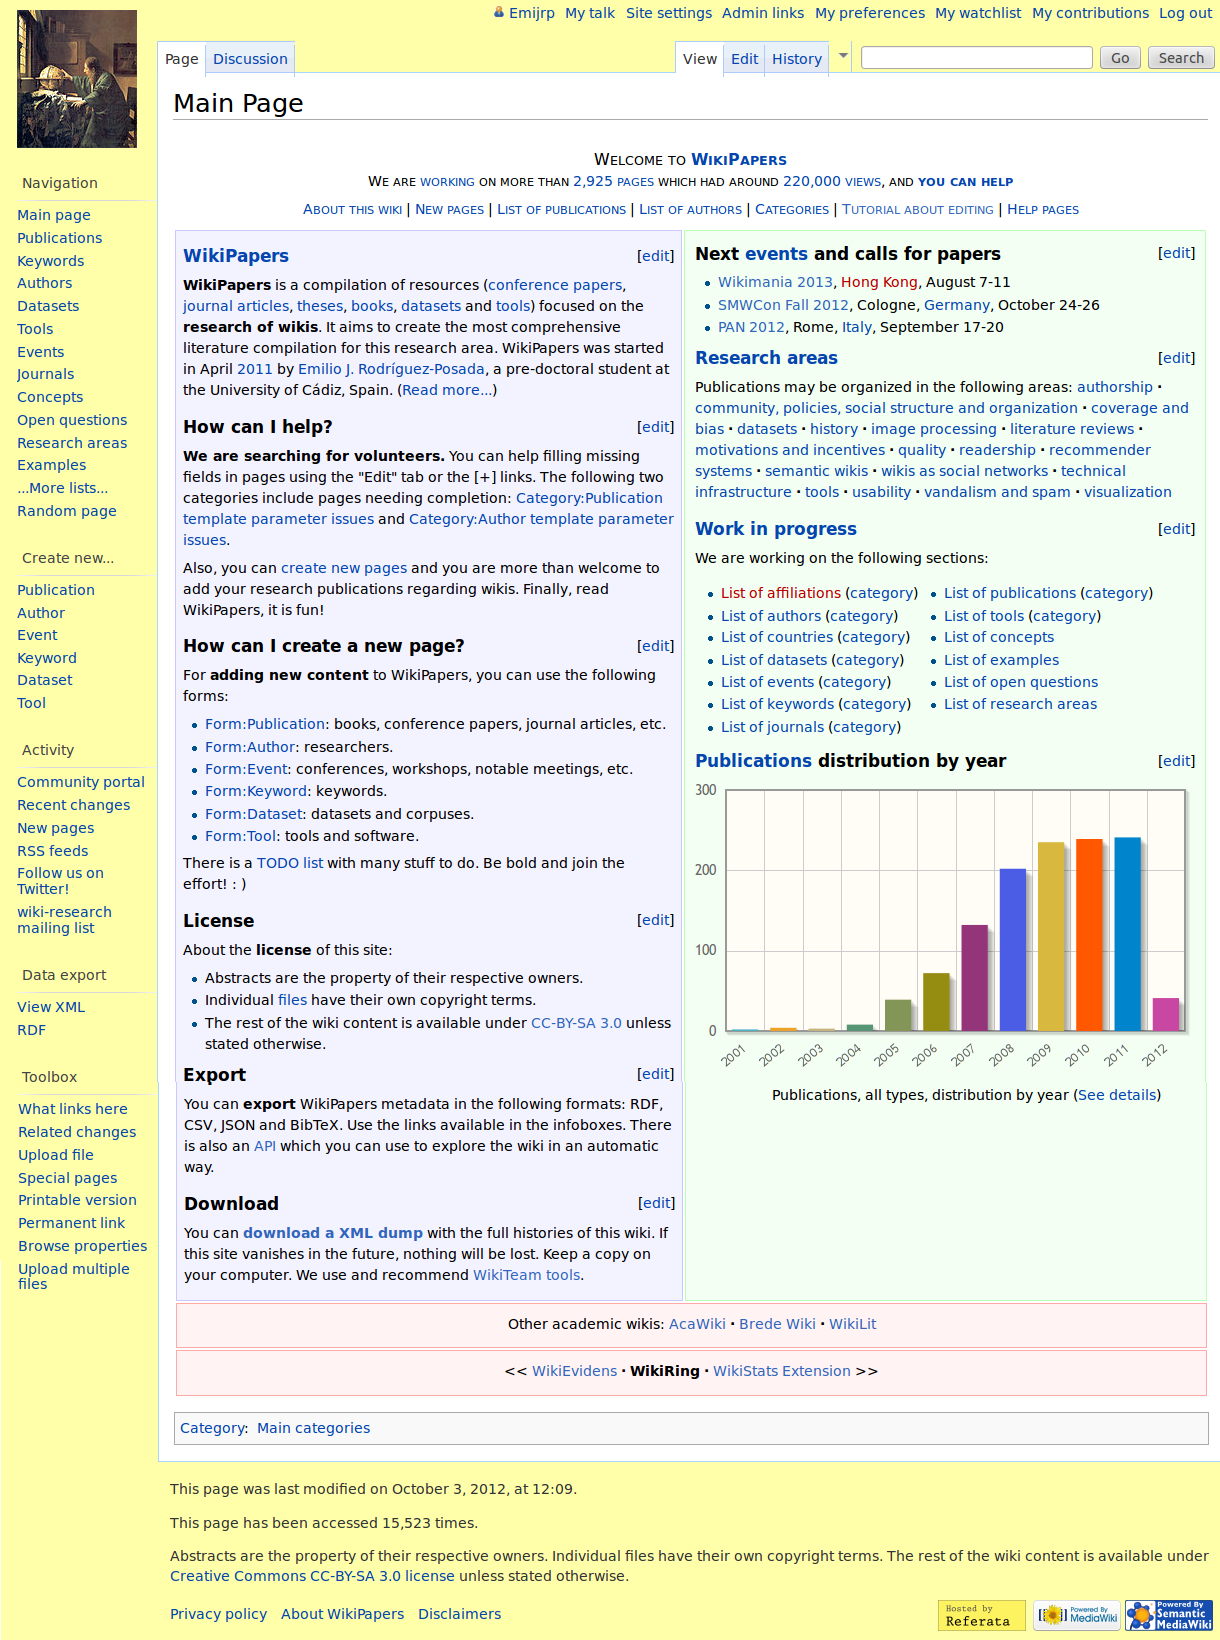 Emijrp My talk Site settings Admin links My preferences My watchlist My contributions Log out
Page Discussion View Edit History Go Search
Main Page
Welcome to WikiPapers
We are working on more than 2,925 pages which had around 220,000 views, and you can help
About this wiki | New pages | List of publications | List of authors | Categories | Tutorial about editing | Help pages
Navigation
Main page
Publications
Keywords
Authors
Datasets
Tools
Events
Journals
Concepts
Open questions
Research areas
Examples
...More lists...
Random page
Create new...
Publication
Author
Event
Keyword
Dataset
Tool
Activity
Community portal
Recent changes
New pages
RSS feeds
Follow us on
Twitter!
wiki-research
mailing list
Data export
View XML
RDF
Toolbox
What links here
Related changes
Upload file
Special pages
Printable version
Permanent link
Browse properties
Upload multiple
files
WikiPapers [edit]
WikiPapers is a compilation of resources (conference papers,
journal articles, theses, books, datasets and tools) focused on the
research of wikis. It aims to create the most comprehensive
literature compilation for this research area. WikiPapers was started
in April 2011 by Emilio J. Rodríguez-Posada, a pre-doctoral student at
the University of Cádiz, Spain. (Read more...)
How can I help? [edit]
We are searching for volunteers. You can help filling missing
fields in pages using the "Edit" tab or the [+] links. The following two
categories include pages needing completion: Category:Publication
template parameter issues and Category:Author template parameter
issues.
Also, you can create new pages and you are more than welcome to
add your research publications regarding wikis. Finally, read
WikiPapers, it is fun!
How can I create a new page? [edit]
For adding new content to WikiPapers, you can use the following
forms:
Form:Publication: books, conference papers, journal articles, etc.
Form:Author: researchers.
Form:Event: conferences, workshops, notable meetings, etc.
Form:Keyword: keywords.
Form:Dataset: datasets and corpuses.
Form:Tool: tools and software.
There is a TODO list with many stuff to do. Be bold and join the
effort! : )
License [edit]
About the license of this site:
Abstracts are the property of their respective owners.
Individual files have their own copyright terms.
The rest of the wiki content is available under CC-BY-SA 3.0 unless
stated otherwise.
Export [edit]
You can export WikiPapers metadata in the following formats: RDF,
CSV, JSON and BibTeX. Use the links available in the infoboxes. There
is also an API which you can use to explore the wiki in an automatic
way.
Download [edit]
You can download a XML dump with the full histories of this wiki. If
this site vanishes in the future, nothing will be lost. Keep a copy on
your computer. We use and recommend WikiTeam tools.
Next events and calls for papers [edit]
Wikimania 2013, Hong Kong, August 7-11
SMWCon Fall 2012, Cologne, Germany, October 24-26
PAN 2012, Rome, Italy, September 17-20
Research areas [edit]
Publications may be organized in the following areas: authorship ·
community, policies, social structure and organization · coverage and
bias · datasets · history · image processing · literature reviews ·
motivations and incentives · quality · readership · recommender
systems · semantic wikis · wikis as social networks · technical
infrastructure · tools · usability · vandalism and spam · visualization
Work in progress [edit]
We are working on the following sections:
List of affiliations (category)
List of authors (category)
List of countries (category)
List of datasets (category)
List of events (category)
List of keywords (category)
List of journals (category)
List of publications (category)
List of tools (category)
List of concepts
List of examples
List of open questions
List of research areas
Publications distribution by year [edit]
300
200
100
0
2001 2002 2003 2004 2005 2006 2007 2008 2009 2010 2011 2012
Publications, all types, distribution by year (See details)
Other academic wikis: AcaWiki · Brede Wiki · WikiLit
<< WikiEvidens · WikiRing · WikiStats Extension >>
Category: Main categories
This page was last modified on October 3, 2012, at 12:09.
This page has been accessed 15,523 times.
Abstracts are the property of their respective owners. Individual files have their own copyright terms. The rest of the wiki content is available under
Creative Commons CC-BY-SA 3.0 license unless stated otherwise.
Privacy policy About WikiPapers Disclaimers
Hosted by
Referata
Powered By
MediaWiki
Powered By
Semantic
MediaWiki